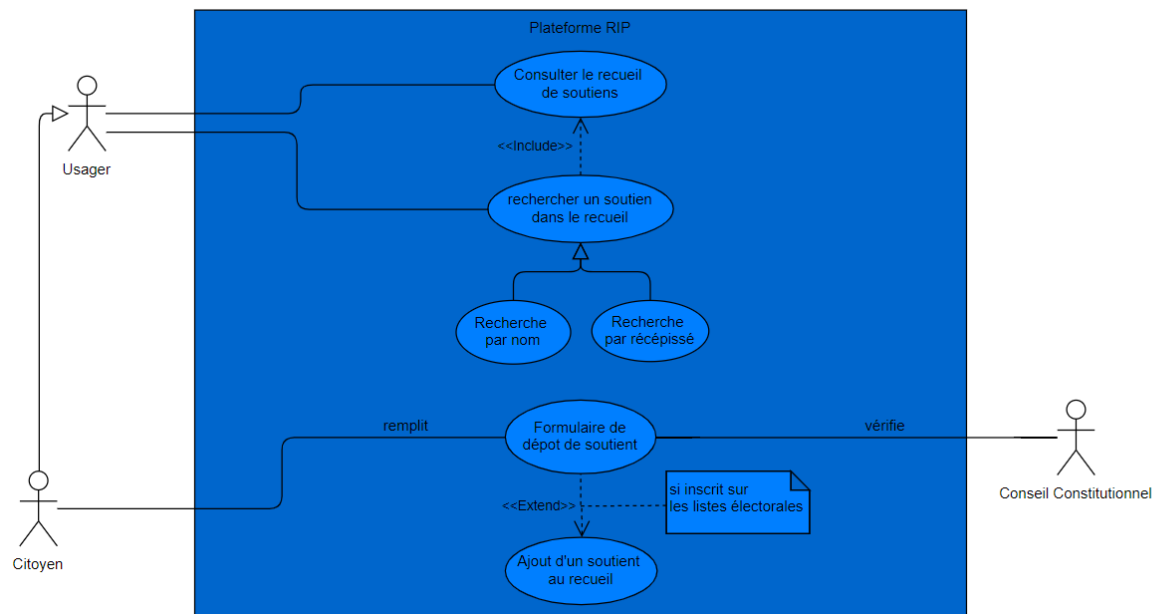 Plateforme RIP
Consulter le recueil
de soutiens
Usager
<<Include>>
rechercher un soutien
dans le recueil
Recherche
par nom
Recherche
par récépissé
remplit
Formulaire de
dépot de soutient
vérifie
Conseil Constitutionnel
si inscrit sur
les listes électorales
<<Extend>>
Citoyen
Ajout d'un soutient
au recueil